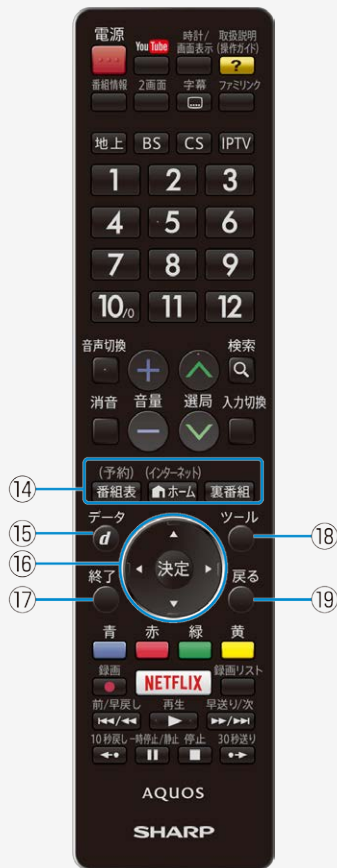 電源 YouTube 時計/画面表示 取扱説明(操作ガイド)
?
番組情報 2画面 字幕 ファミリンク
地上 BS CS IPTV
1 2 3
4 5 6
7 8 9
10/0 11 12
音声切換 検索
+
消音 音量 選局 入力切換
−
(予約) (インターネット)
⑭ 番組表 ホーム 裏番組
データ ツール
⑮ d ⑱
⑯ 決定
⑰ 終了 戻る ⑲
青 赤 緑 黄
録画 NETFLIX 録画リスト
前/早戻し 再生 早送り/次
10秒戻し 一時停止/静止 停止 30秒送り
AQUOS
SHARP